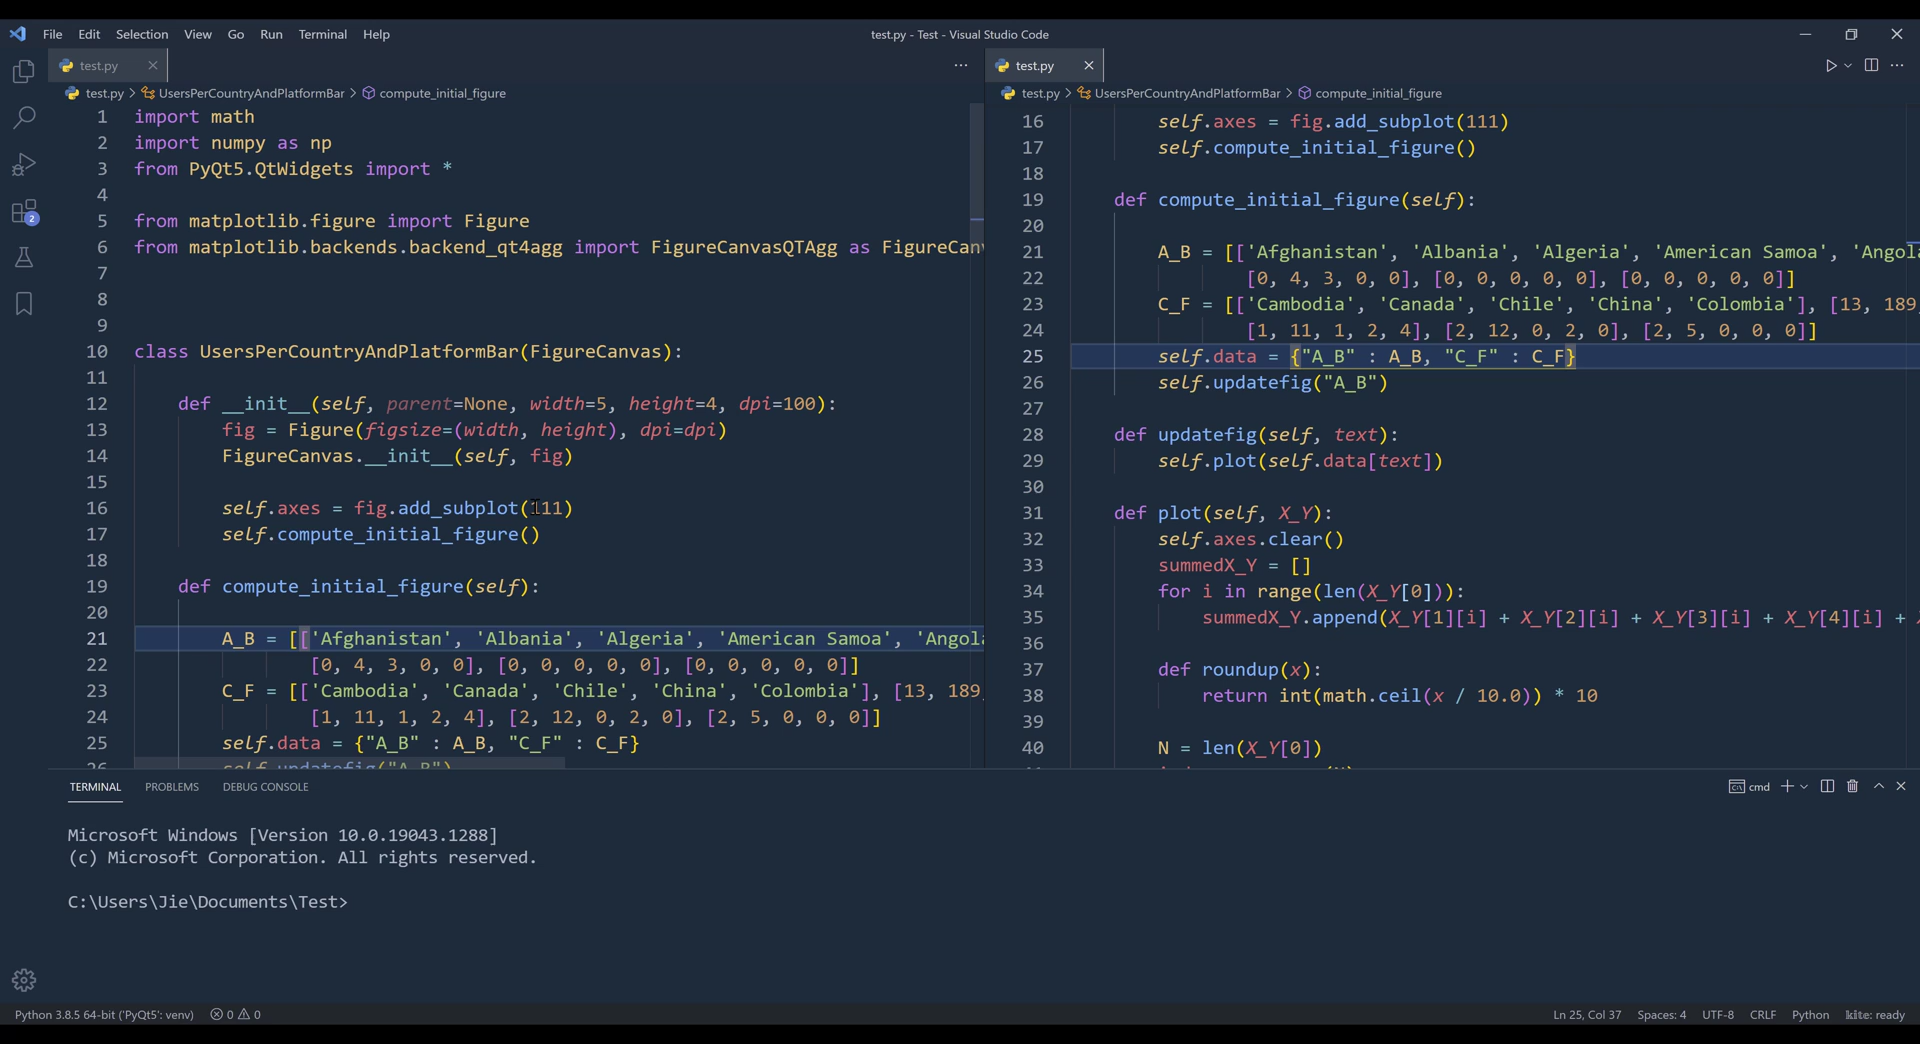 File Edit Selection View Go Run Terminal Help
test.py - Test - Visual Studio Code
test.py
test.py > UsersPerCountryAndPlatformBar > compute_initial_figure
1 import math
2 import numpy as np
3 from PyQt5.QtWidgets import *
4
5 from matplotlib.figure import Figure
6 from matplotlib.backends.backend_qt4agg import FigureCanvasQTAgg as FigureCanv
7
8
9
10 class UsersPerCountryAndPlatformBar(FigureCanvas):
11
12 def __init__(self, parent=None, width=5, height=4, dpi=100):
13 fig = Figure(figsize=(width, height), dpi=dpi)
14 FigureCanvas.__init__(self, fig)
15
16 self.axes = fig.add_subplot(111)
17 self.compute_initial_figure()
18
19 def compute_initial_figure(self):
20
21 A_B = [['Afghanistan', 'Albania', 'Algeria', 'American Samoa', 'Angola
22 [0, 4, 3, 0, 0], [0, 0, 0, 0, 0], [0, 0, 0, 0, 0]]
23 C_F = [['Cambodia', 'Canada', 'Chile', 'China', 'Colombia'], [13, 189,
24 [1, 11, 1, 2, 4], [2, 12, 0, 2, 0], [2, 5, 0, 0, 0]]
25 self.data = {"A_B" : A_B, "C_F" : C_F}
26 self.updatefig("A_B")
test.py
test.py > UsersPerCountryAndPlatformBar > compute_initial_figure
16 self.axes = fig.add_subplot(111)
17 self.compute_initial_figure()
18
19 def compute_initial_figure(self):
20
21 A_B = [['Afghanistan', 'Albania', 'Algeria', 'American Samoa', 'Angola
22 [0, 4, 3, 0, 0], [0, 0, 0, 0, 0], [0, 0, 0, 0, 0]]
23 C_F = [['Cambodia', 'Canada', 'Chile', 'China', 'Colombia'], [13, 189,
24 [1, 11, 1, 2, 4], [2, 12, 0, 2, 0], [2, 5, 0, 0, 0]]
25 self.data = {"A_B" : A_B, "C_F" : C_F}
26 self.updatefig("A_B")
27
28 def updatefig(self, text):
29 self.plot(self.data[text])
30
31 def plot(self, X_Y):
32 self.axes.clear()
33 summedX_Y = []
34 for i in range(len(X_Y[0])):
35 summedX_Y.append(X_Y[1][i] + X_Y[2][i] + X_Y[3][i] + X_Y[4][i] +
36
37 def roundup(x):
38 return int(math.ceil(x / 10.0)) * 10
39
40 N = len(X_Y[0])
TERMINAL PROBLEMS DEBUG CONSOLE
cmd
Microsoft Windows [Version 10.0.19043.1288]
(c) Microsoft Corporation. All rights reserved.
C:\Users\Jie\Documents\Test>
2
Python 3.8.5 64-bit ('PyQt5': venv) 0 0
Ln 25, Col 37 Spaces: 4 UTF-8 CRLF Python kite: ready